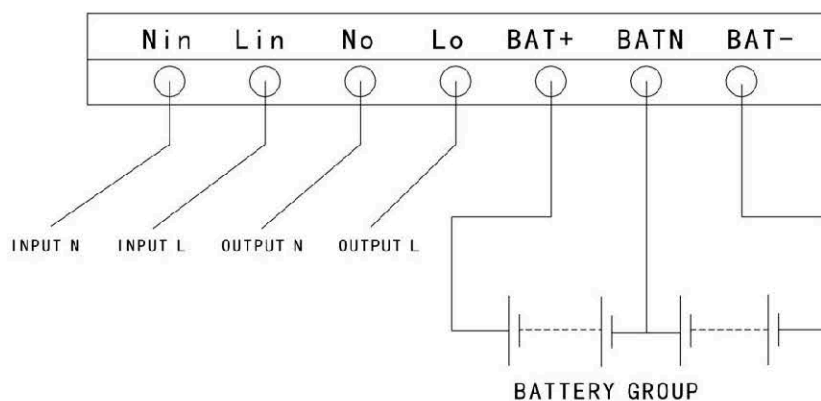 Nin Lin No Lo BAT+ BATN BAT-
INPUT N INPUT L OUTPUT N OUTPUT L
BATTERY GROUP